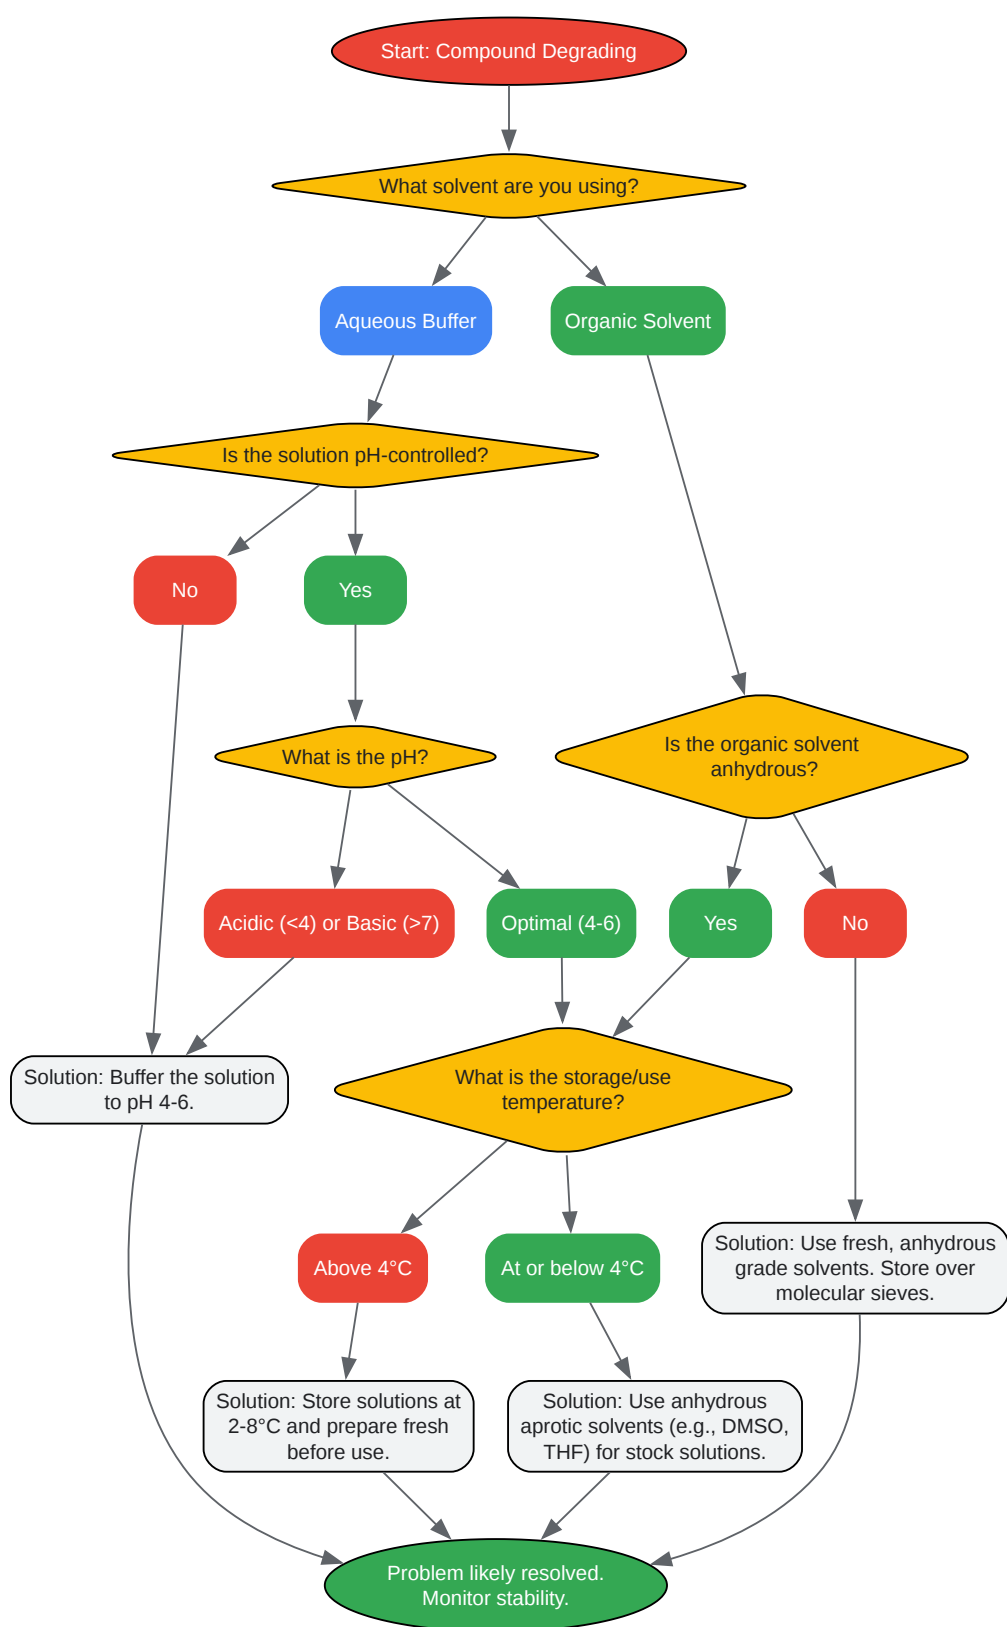 Start: Compound Degrading
What solvent are you using?
Aqueous Buffer
Organic Solvent
Is the solution pH-controlled?
No
Yes
What is the pH?
Is the organic solvent
anhydrous?
Acidic (<4) or Basic (>7)
Optimal (4-6)
Yes
No
Solution: Buffer the solution
to pH 4-6.
What is the storage/use
temperature?
Above 4°C
At or below 4°C
Solution: Use fresh, anhydrous
grade solvents. Store over
molecular sieves.
Solution: Store solutions at
2-8°C and prepare fresh
before use.
Solution: Use anhydrous
aprotic solvents (e.g., DMSO,
THF) for stock solutions.
Problem likely resolved.
Monitor stability.